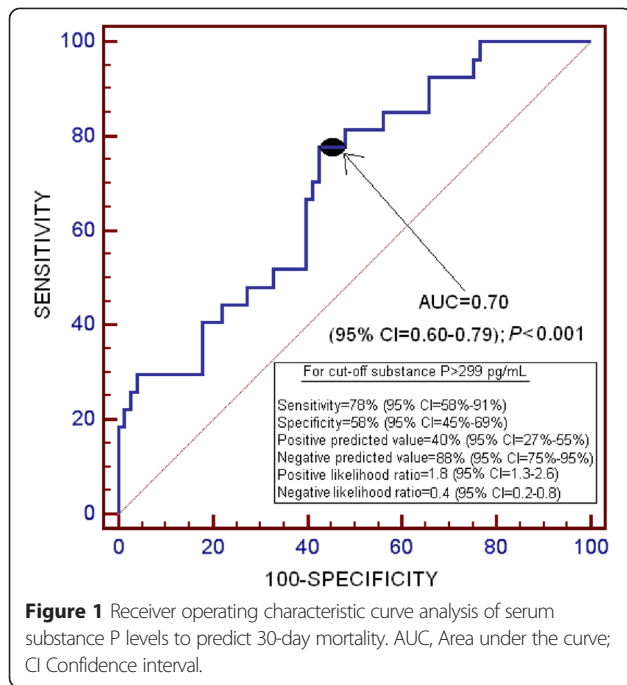 100
80
60
40
20
0
SENSITIVITY
AUC=0.70
(95% CI=0.60-0.79); P<0.001
For cut-off substance P>299 pg/mL
Sensitivity=78% (95% CI=58%-91%)
Specificity=58% (95% CI=45%-69%)
Positive predicted value=40% (95% CI=27%-55%)
Negative predicted value=88% (95% CI=75%-95%)
Positive likelihood ratio=1.8 (95% CI=1.3-2.6)
Negative likelihood ratio=0.4 (95% CI=0.2-0.8)
0 20 40 60 80 100
100-SPECIFICITY
Figure 1 Receiver operating characteristic curve analysis of serum
substance P levels to predict 30-day mortality. AUC, Area under the curve;
CI Confidence interval.